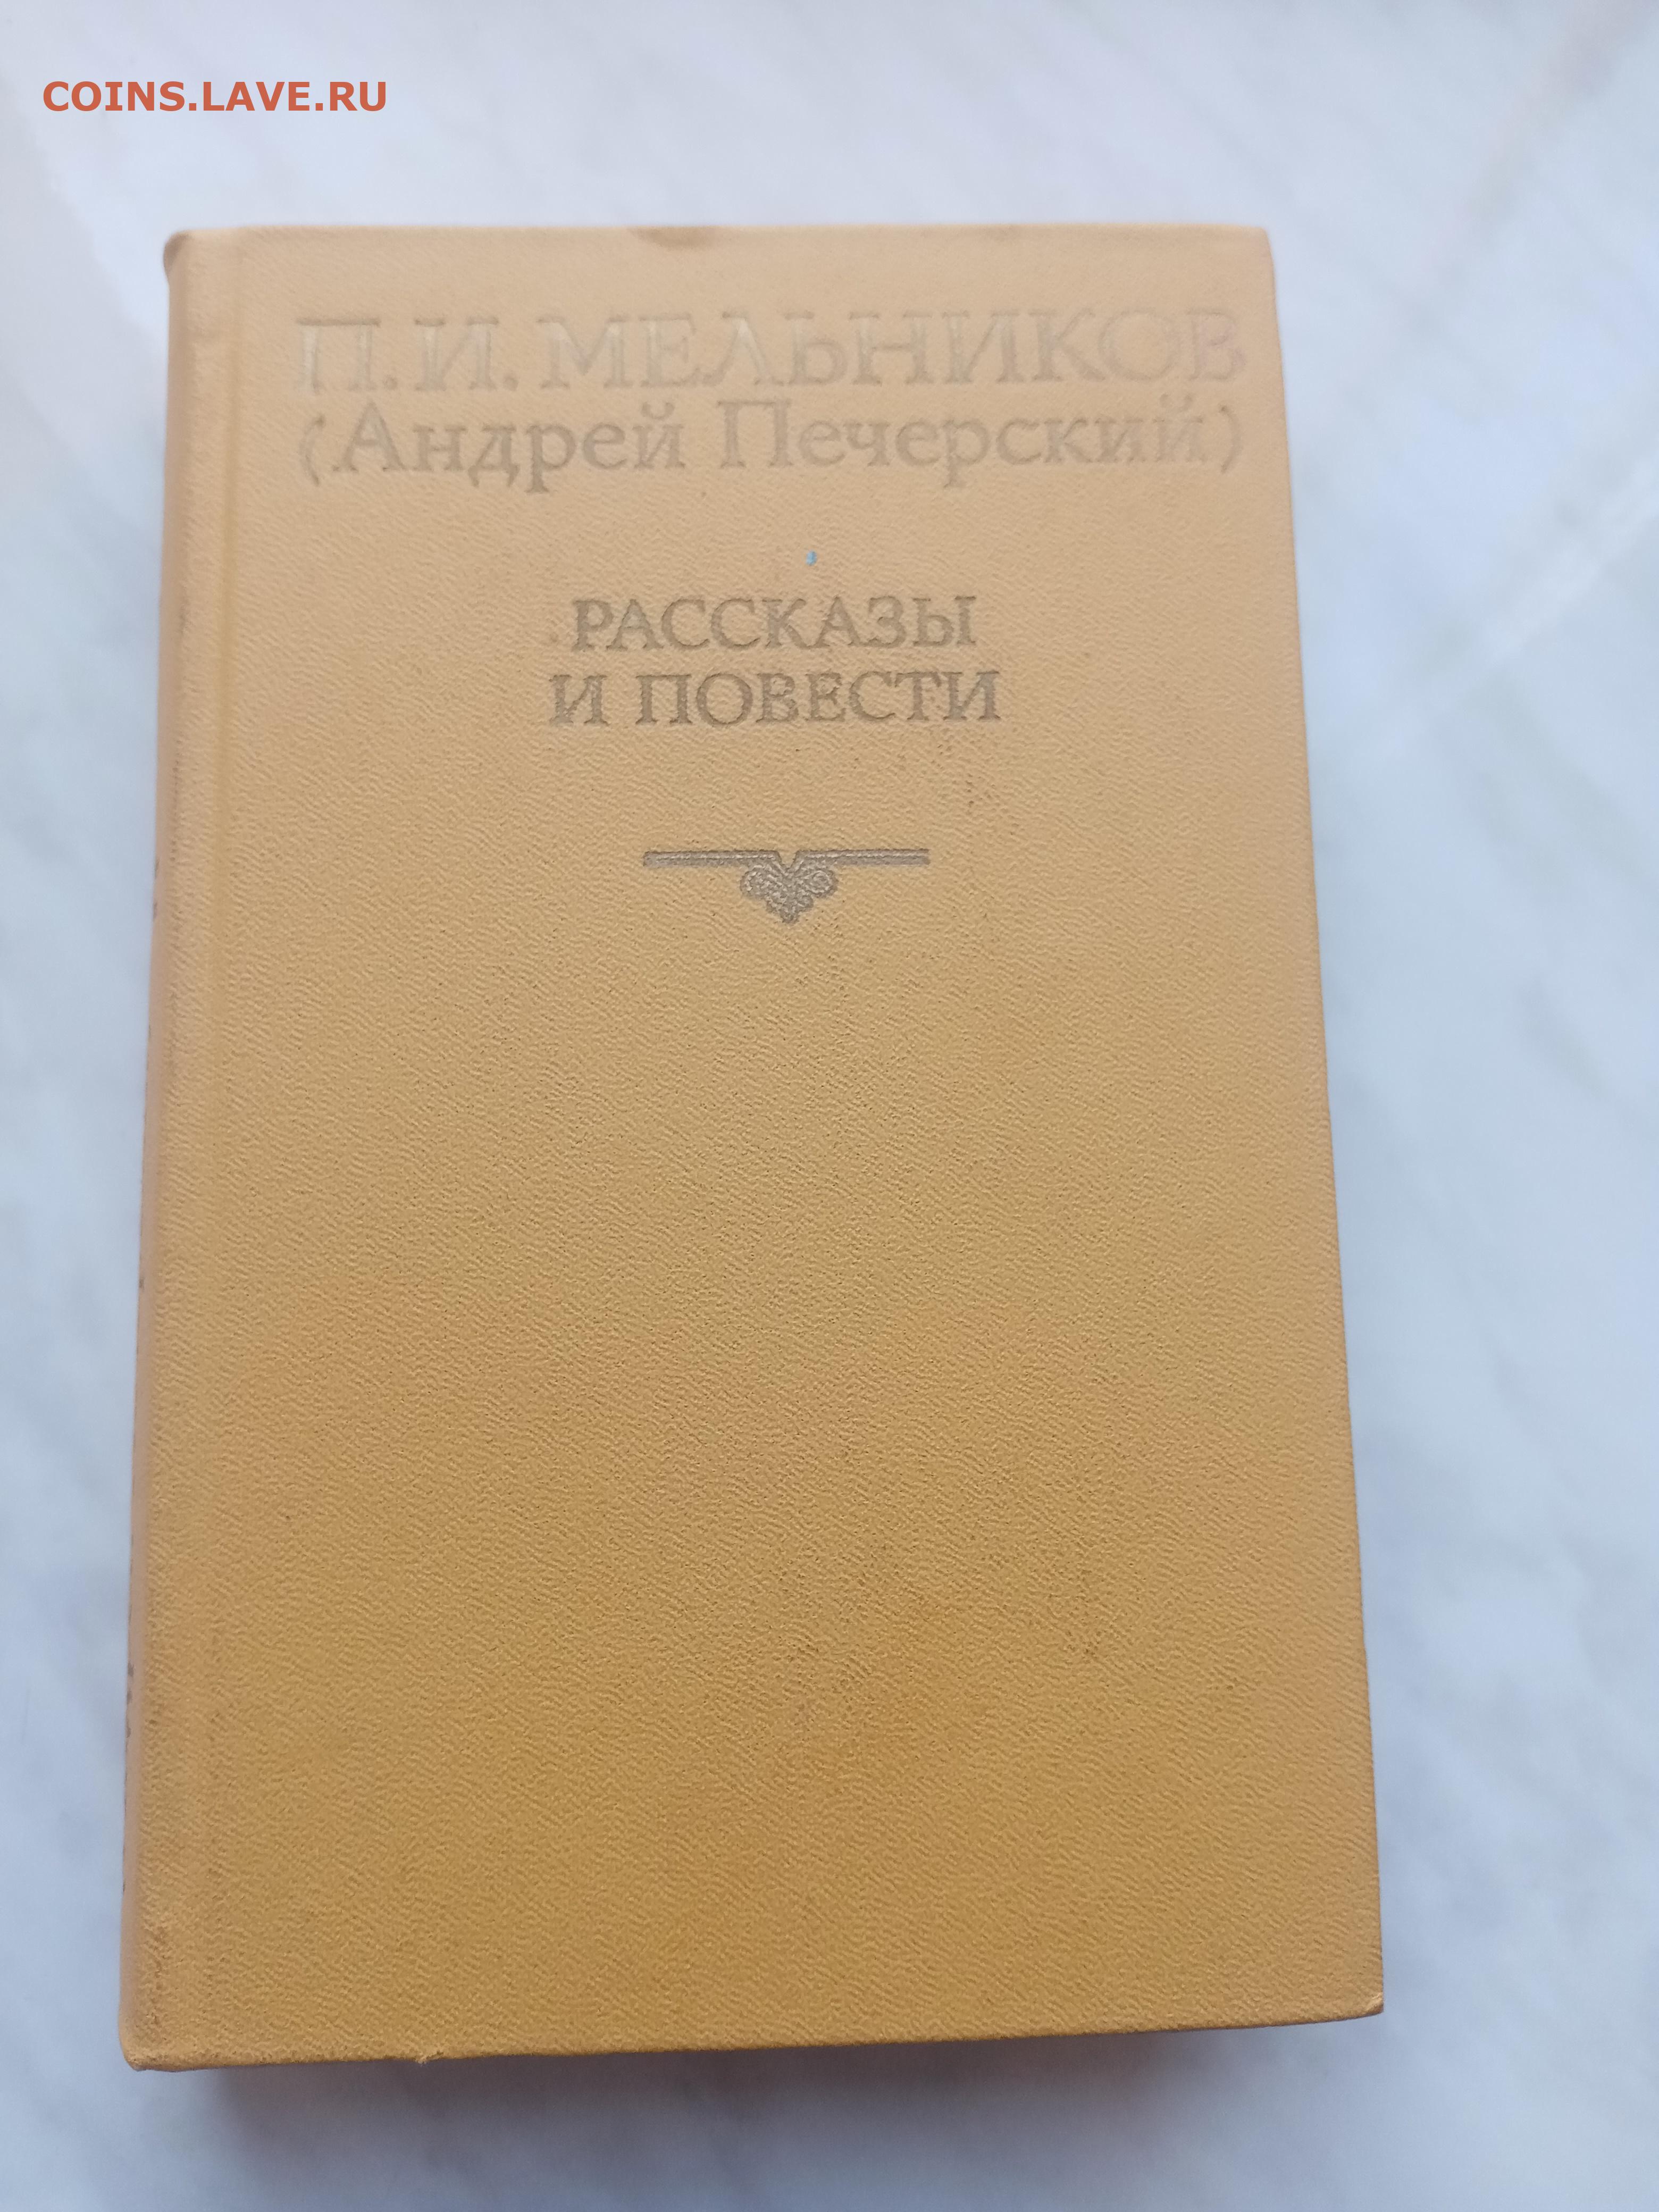 COINS.LAVE.RU
П.И. МЕЛЬНИКОВ
(Андрей Печерский)
РАССКАЗЫ
И ПОВЕСТИ